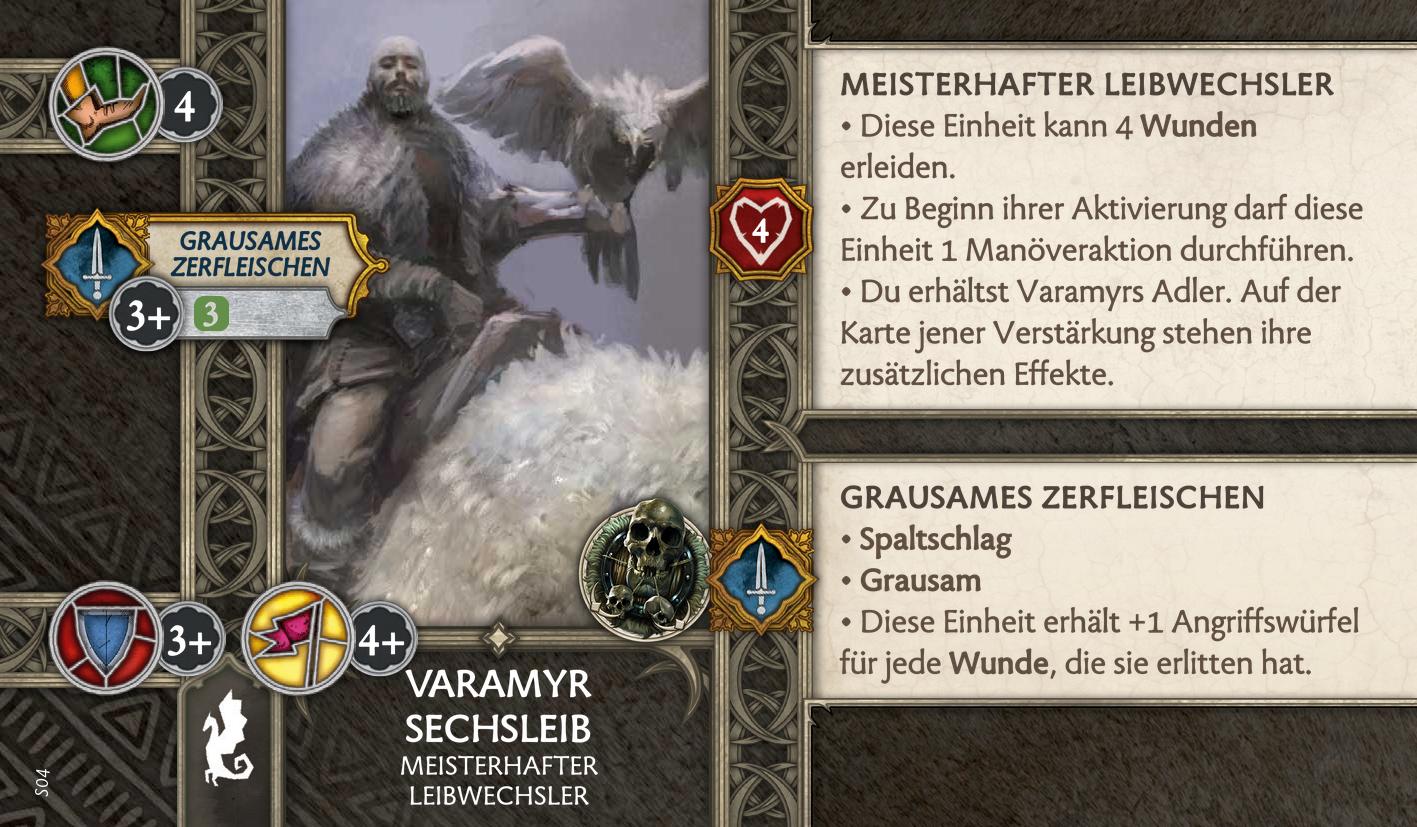 4
GRAUSAMES
ZERFLEISCHEN
3+ 3
3+
4+
VARAMYR
SECHSLEIB
MEISTERHAFTER
LEIBWECHSLER
S04
4
MEISTERHAFTER LEIBWECHSLER
• Diese Einheit kann 4 Wunden
erleiden.
• Zu Beginn ihrer Aktivierung darf diese
Einheit 1 Manöveraktion durchführen.
• Du erhältst Varamyrs Adler. Auf der
Karte jener Verstärkung stehen ihre
zusätzlichen Effekte.
GRAUSAMES ZERFLEISCHEN
• Spaltschlag
• Grausam
• Diese Einheit erhält +1 Angriffswürfel
für jede Wunde, die sie erlitten hat.